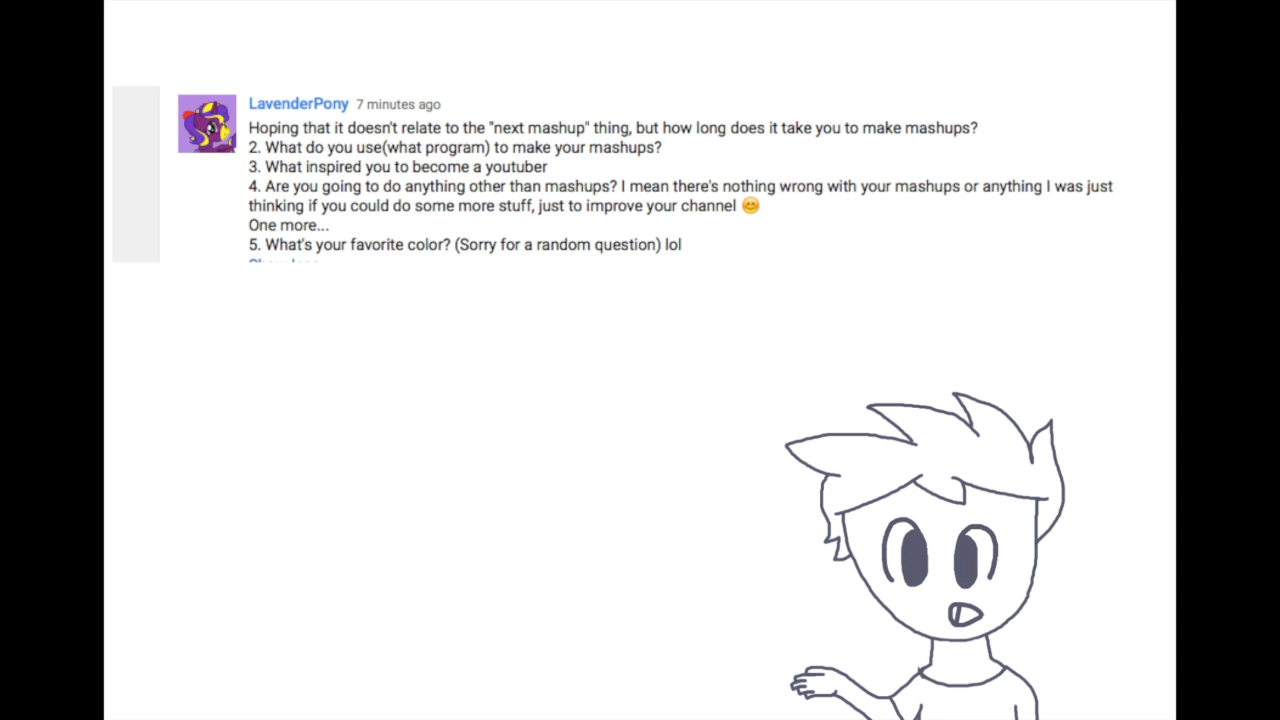 LavenderPony 7 minutes ago
Hoping that it doesn't relate to the "next mashup" thing, but how long does it take you to make mashups?
2. What do you use(what program) to make your mashups?
3. What inspired you to become a youtuber
4. Are you going to do anything other than mashups? I mean there's nothing wrong with your mashups or anything I was just
thinking if you could do some more stuff, just to improve your channel 😊
One more...
5. What's your favorite color? (Sorry for a random question) lol